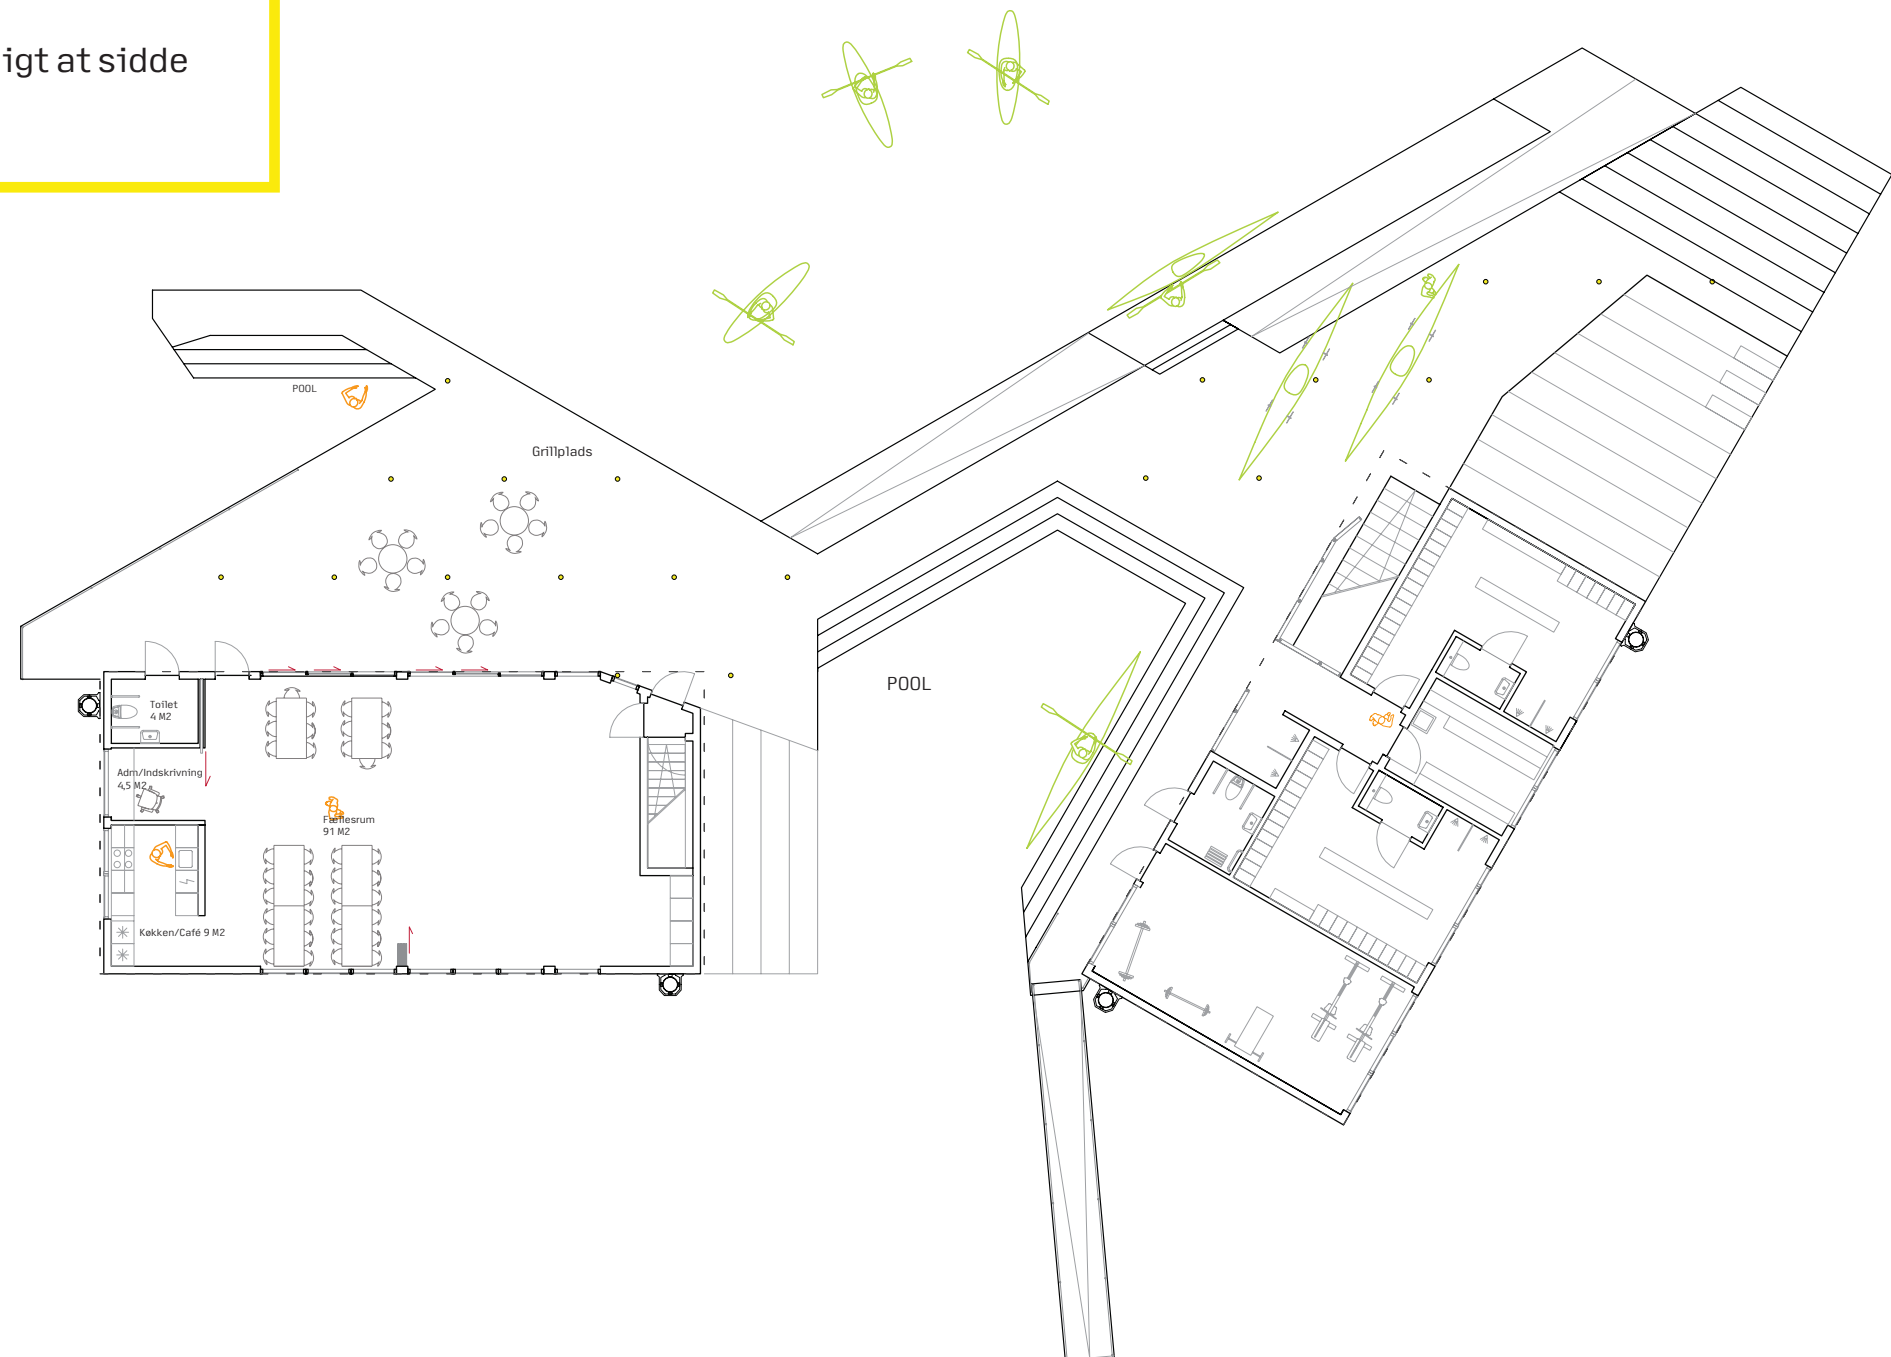 igt at sidde
POOL
Grillplads
POOL
Toilet
4 M2
Adm/Indskrivning
4,5 M2
Fællesrum
91 M2
Køkken/Café 9 M2